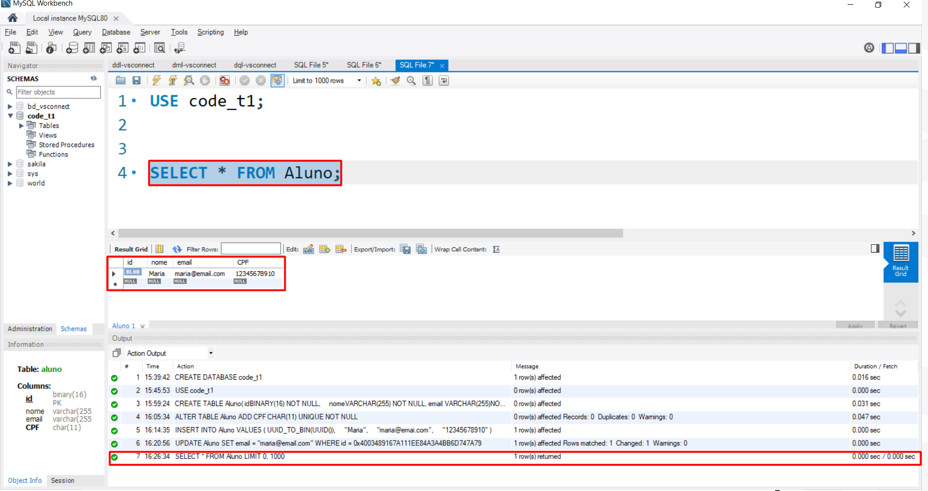 MySQL Workbench
Local instance MySQL80
File Edit View Query Database Server Tools Scripting Help
Navigator
SCHEMAS
Filter objects
bd_vsconnect
code_t1
Tables
Views
Stored Procedures
Functions
sakila
sys
world
Administration Schemas
Information
Table: aluno
Columns:
id binary(16)
PK
nome varchar(255
email varchar(255
CPF char(11)
Object Info Session
ddl-vsconnect dml-vsconnect dql-vsconnect SQL File 5* SQL File 6* SQL File 7*
Limit to 1000 rows
1 USE code_t1;
2
3
4 SELECT * FROM Aluno;
Result Grid Filter Rows: Edit: Export/Import: Wrap Cell Content:
id nome email CPF
BLOB Maria maria@email.com 12345678910
NULL NULL NULL NULL
Result
Grid
Aluno 1 Apply Revert
Output
Action Output
# Time Action Message Duration / Fetch
1 15:39:42 CREATE DATABASE code_t1 1 row(s) affected 0.016 sec
2 15:45:53 USE code_t1 0 row(s) affected 0.000 sec
3 15:59:24 CREATE TABLE Aluno( idBINARY(16) NOT NULL, nomeVARCHAR(255) NOT NULL, email VARCHAR(255)NO... 0 row(s) affected 0.031 sec
4 16:05:34 ALTER TABLE Aluno ADD CPF CHAR(11) UNIQUE NOT NULL 0 row(s) affected Records: 0 Duplicates: 0 Warnings: 0 0.047 sec
5 16:14:35 INSERT INTO Aluno VALUES ( UUID_TO_BIN(UUID()), "Maria", "maria@emai.com", "12345678910" ) 1 row(s) affected 0.000 sec
6 16:20:56 UPDATE Aluno SET email = "maria@email.com" WHERE id = 0x4003489167A111EE84A3A4BB6D747A79 1 row(s) affected Rows matched: 1 Changed: 1 Warnings: 0 0.000 sec
7 16:26:34 SELECT * FROM Aluno LIMIT 0, 1000 1 row(s) returned 0.000 sec / 0.000 sec